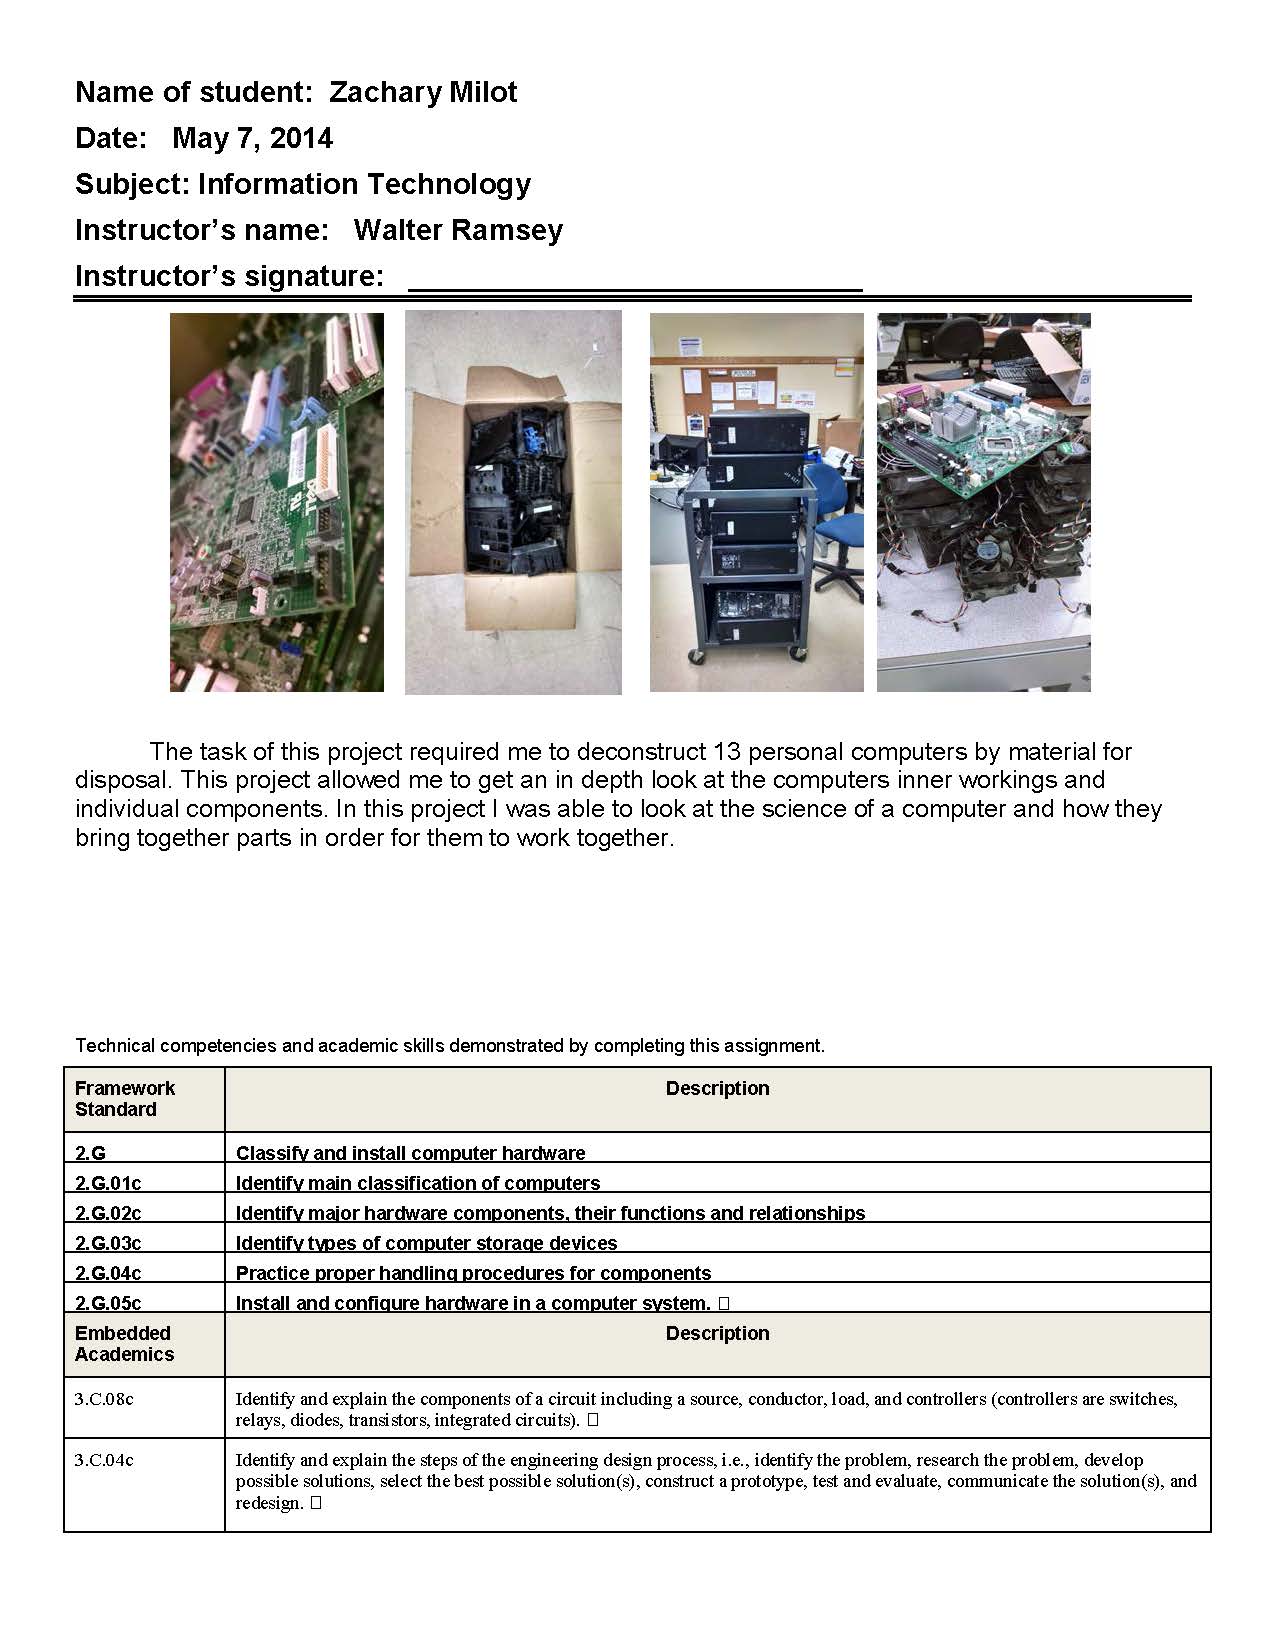 Name of student: Zachary Milot
Date: May 7, 2014
Subject: Information Technology
Instructor’s name: Walter Ramsey
Instructor’s signature:
DELL
The task of this project required me to deconstruct 13 personal computers by material for
disposal. This project allowed me to get an in depth look at the computers inner workings and
individual components. In this project I was able to look at the science of a computer and how they
bring together parts in order for them to work together.
Technical competencies and academic skills demonstrated by completing this assignment.
Framework Standard Description
2.G Classify and install computer hardware
2.G.01c Identify main classification of computers
2.G.02c Identify major hardware components, their functions and relationships
2.G.03c Identify types of computer storage devices
2.G.04c Practice proper handling procedures for components
2.G.05c Install and configure hardware in a computer system.
Embedded Academics Description
3.C.08c Identify and explain the components of a circuit including a source, conductor, load, and controllers (controllers are switches,
relays, diodes, transistors, integrated circuits).
3.C.04c Identify and explain the steps of the engineering design process, i.e., identify the problem, research the problem, develop
possible solutions, select the best possible solution(s), construct a prototype, test and evaluate, communicate the solution(s), and
redesign.